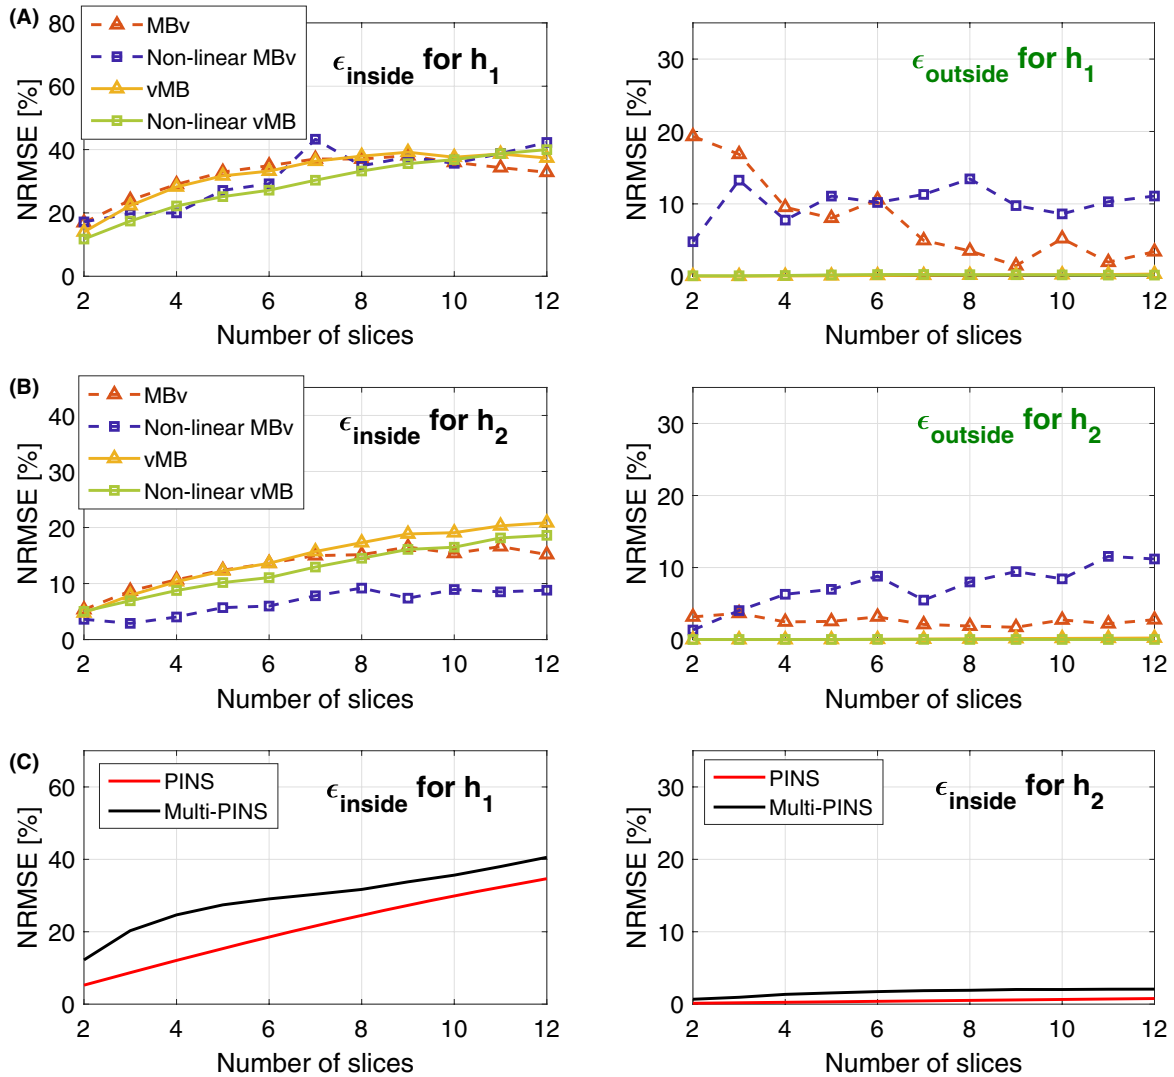 (A)
NRMSE [%]
80
60
40
20
0
MBv
Non-linear MBv
vMB
Non-linear vMB
ϵinside for h1
2 4 6 8 10 12
Number of slices
NRMSE [%]
30
20
10
0
ϵoutside for h1
2 4 6 8 10 12
Number of slices
(B)
NRMSE [%]
40
30
20
10
0
MBv
Non-linear MBv
vMB
Non-linear vMB
ϵinside for h2
2 4 6 8 10 12
Number of slices
NRMSE [%]
30
20
10
0
ϵoutside for h2
2 4 6 8 10 12
Number of slices
(C)
NRMSE [%]
60
40
20
0
PINS
Multi-PINS
ϵinside for h1
2 4 6 8 10 12
Number of slices
NRMSE [%]
30
20
10
0
PINS
Multi-PINS
ϵinside for h2
2 4 6 8 10 12
Number of slices